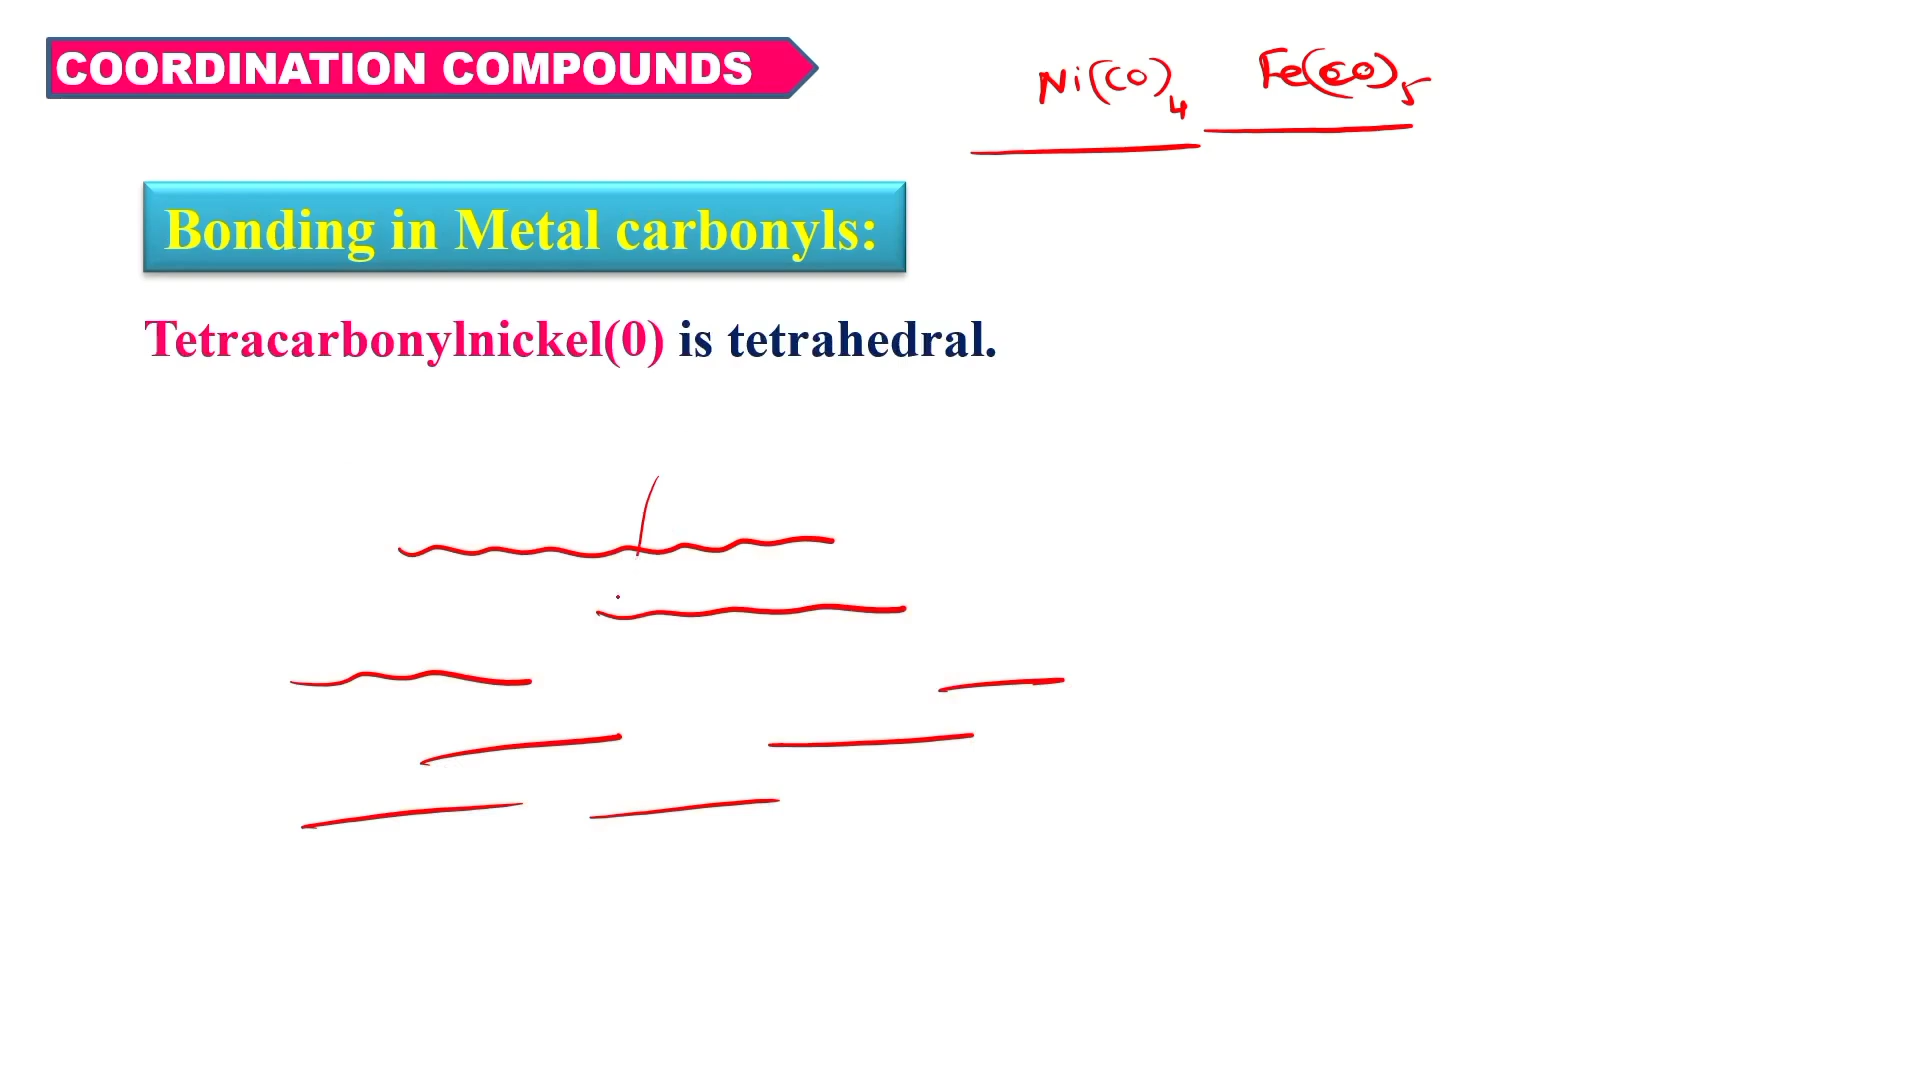 COORDINATION COMPOUNDS
Ni(CO)4 Fe(CO)5
Bonding in Metal carbonyls:
Tetracarbonylnickel(0) is tetrahedral.